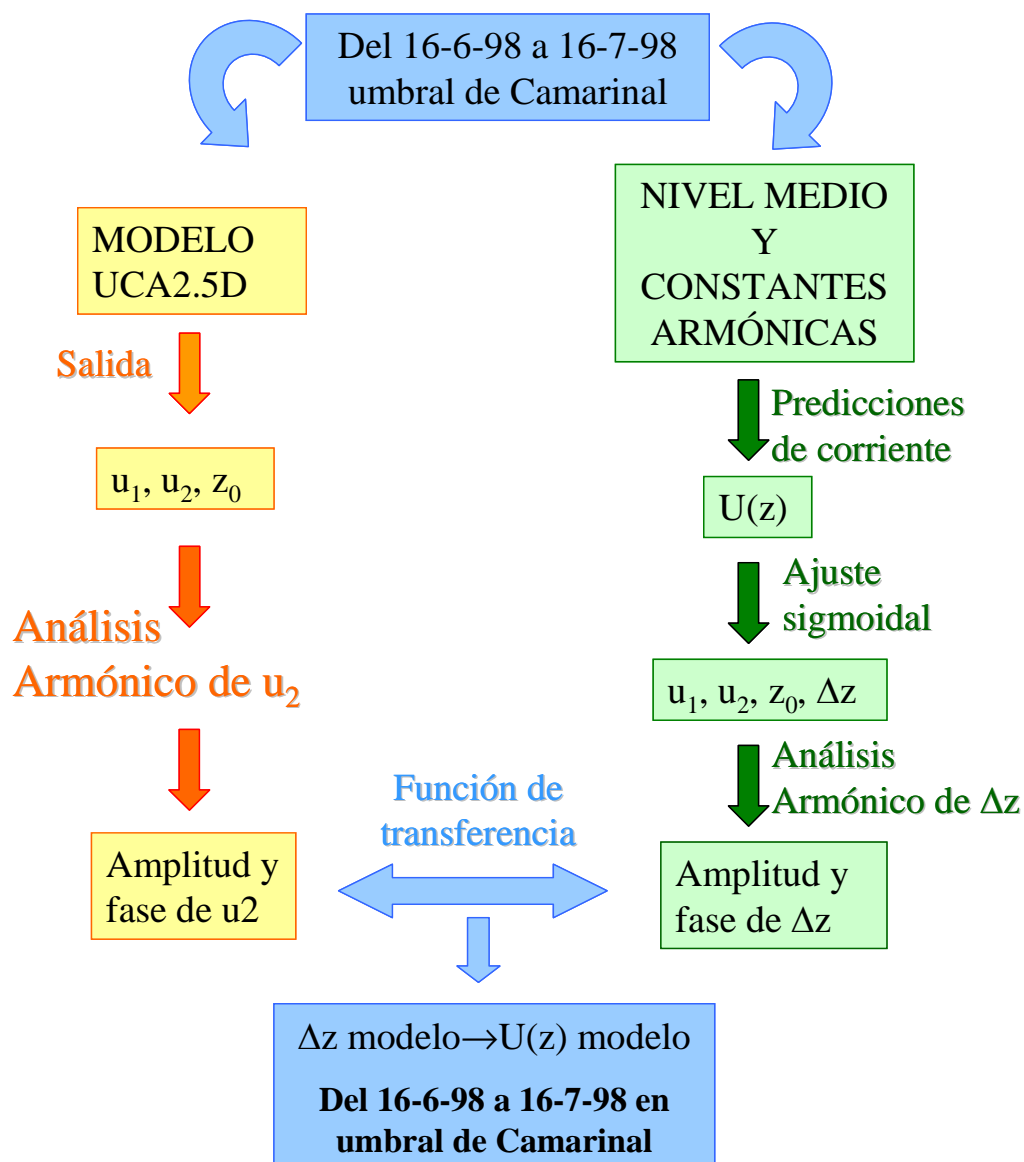 Del 16-6-98 a 16-7-98
umbral de Camarinal
MODELO
UCA2.5D
Salida
u₁, u₂, z₀
Análisis
Armónico de u₂
Amplitud y
fase de u2
NIVEL MEDIO
Y
CONSTANTES
ARMÓNICAS
Predicciones
de corriente
U(z)
Ajuste
sigmoidal
u₁, u₂, z₀, Δz
Análisis
Armónico de Δz
Amplitud y
fase de Δz
Función de
transferencia
Δz modelo→U(z) modelo
Del 16-6-98 a 16-7-98 en
umbral de Camarinal